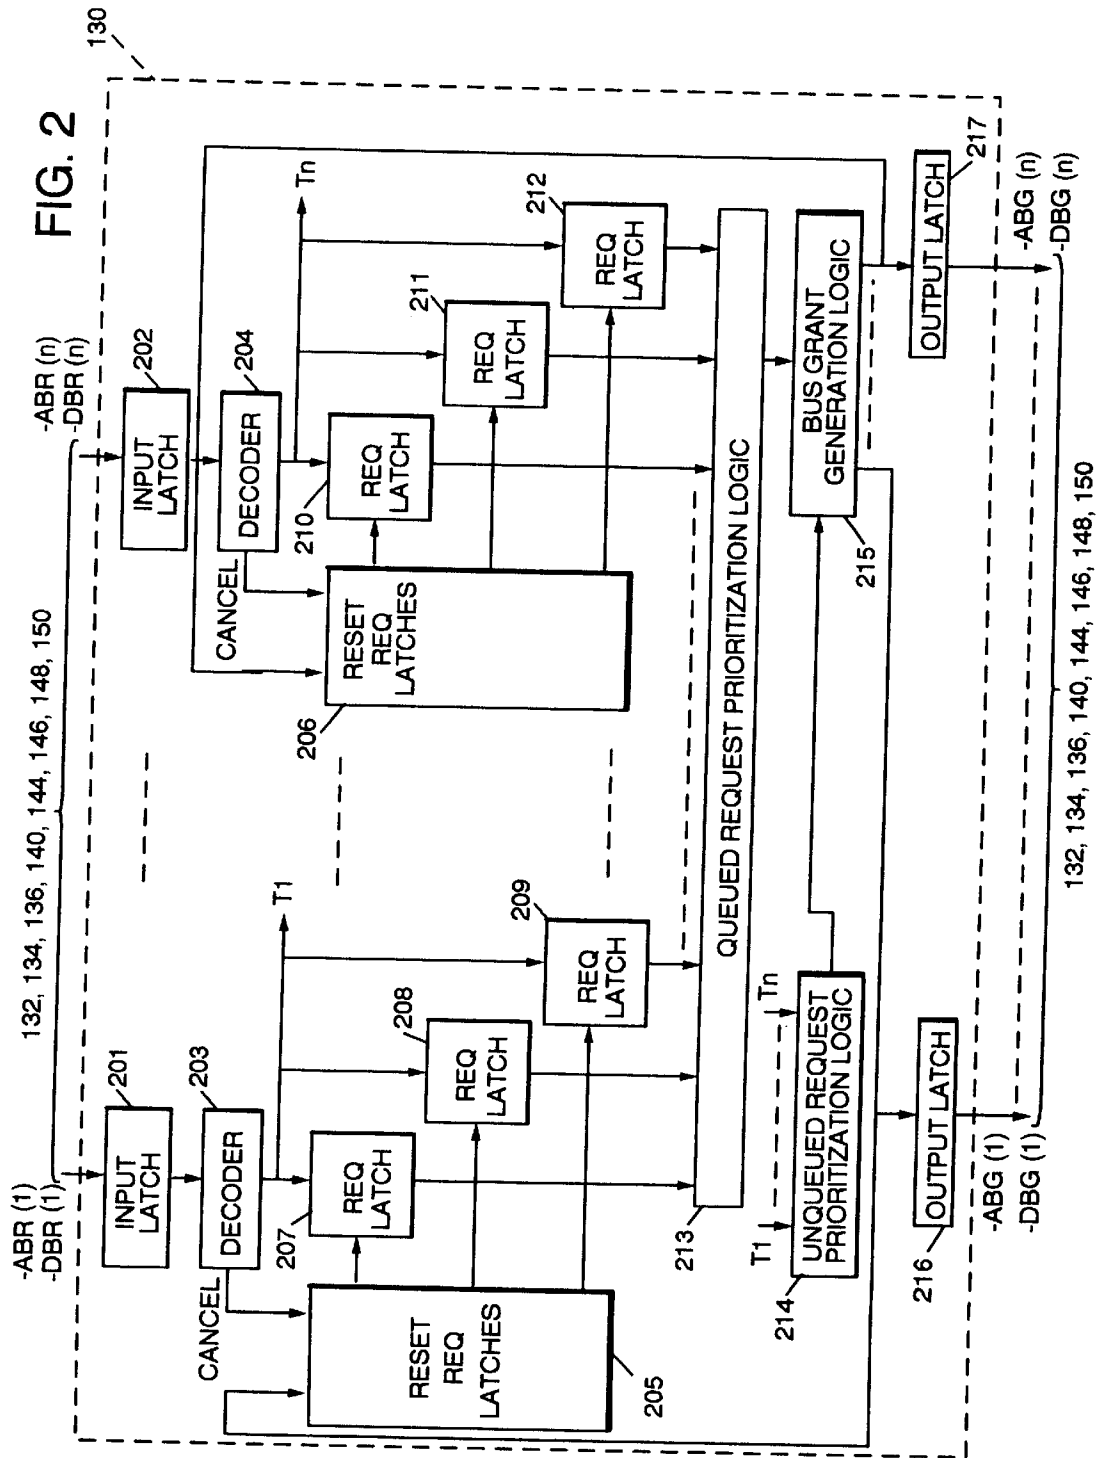 FIG. 2
130
132, 134, 136, 140, 144, 146, 148, 150
-ABR (1)
-DBR (1)
-ABR (n)
-DBR (n)
INPUT
LATCH
201
INPUT
LATCH
202
DECODER
203
DECODER
204
CANCEL
CANCEL
T1
Tn
RESET
REQ
LATCHES
205
REQ
LATCH
207
REQ
LATCH
208
REQ
LATCH
209
RESET
REQ
LATCHES
206
REQ
LATCH
210
REQ
LATCH
211
REQ
LATCH
212
QUEUED REQUEST PRIORITIZATION LOGIC
213
T1
Tn
UNQUEUED REQUEST
PRIORITIZATION LOGIC
214
BUS GRANT
GENERATION LOGIC
215
OUTPUT LATCH
216
OUTPUT LATCH
217
-ABG (1)
-DBG (1)
-ABG (n)
-DBG (n)
132, 134, 136, 140, 144, 146, 148, 150